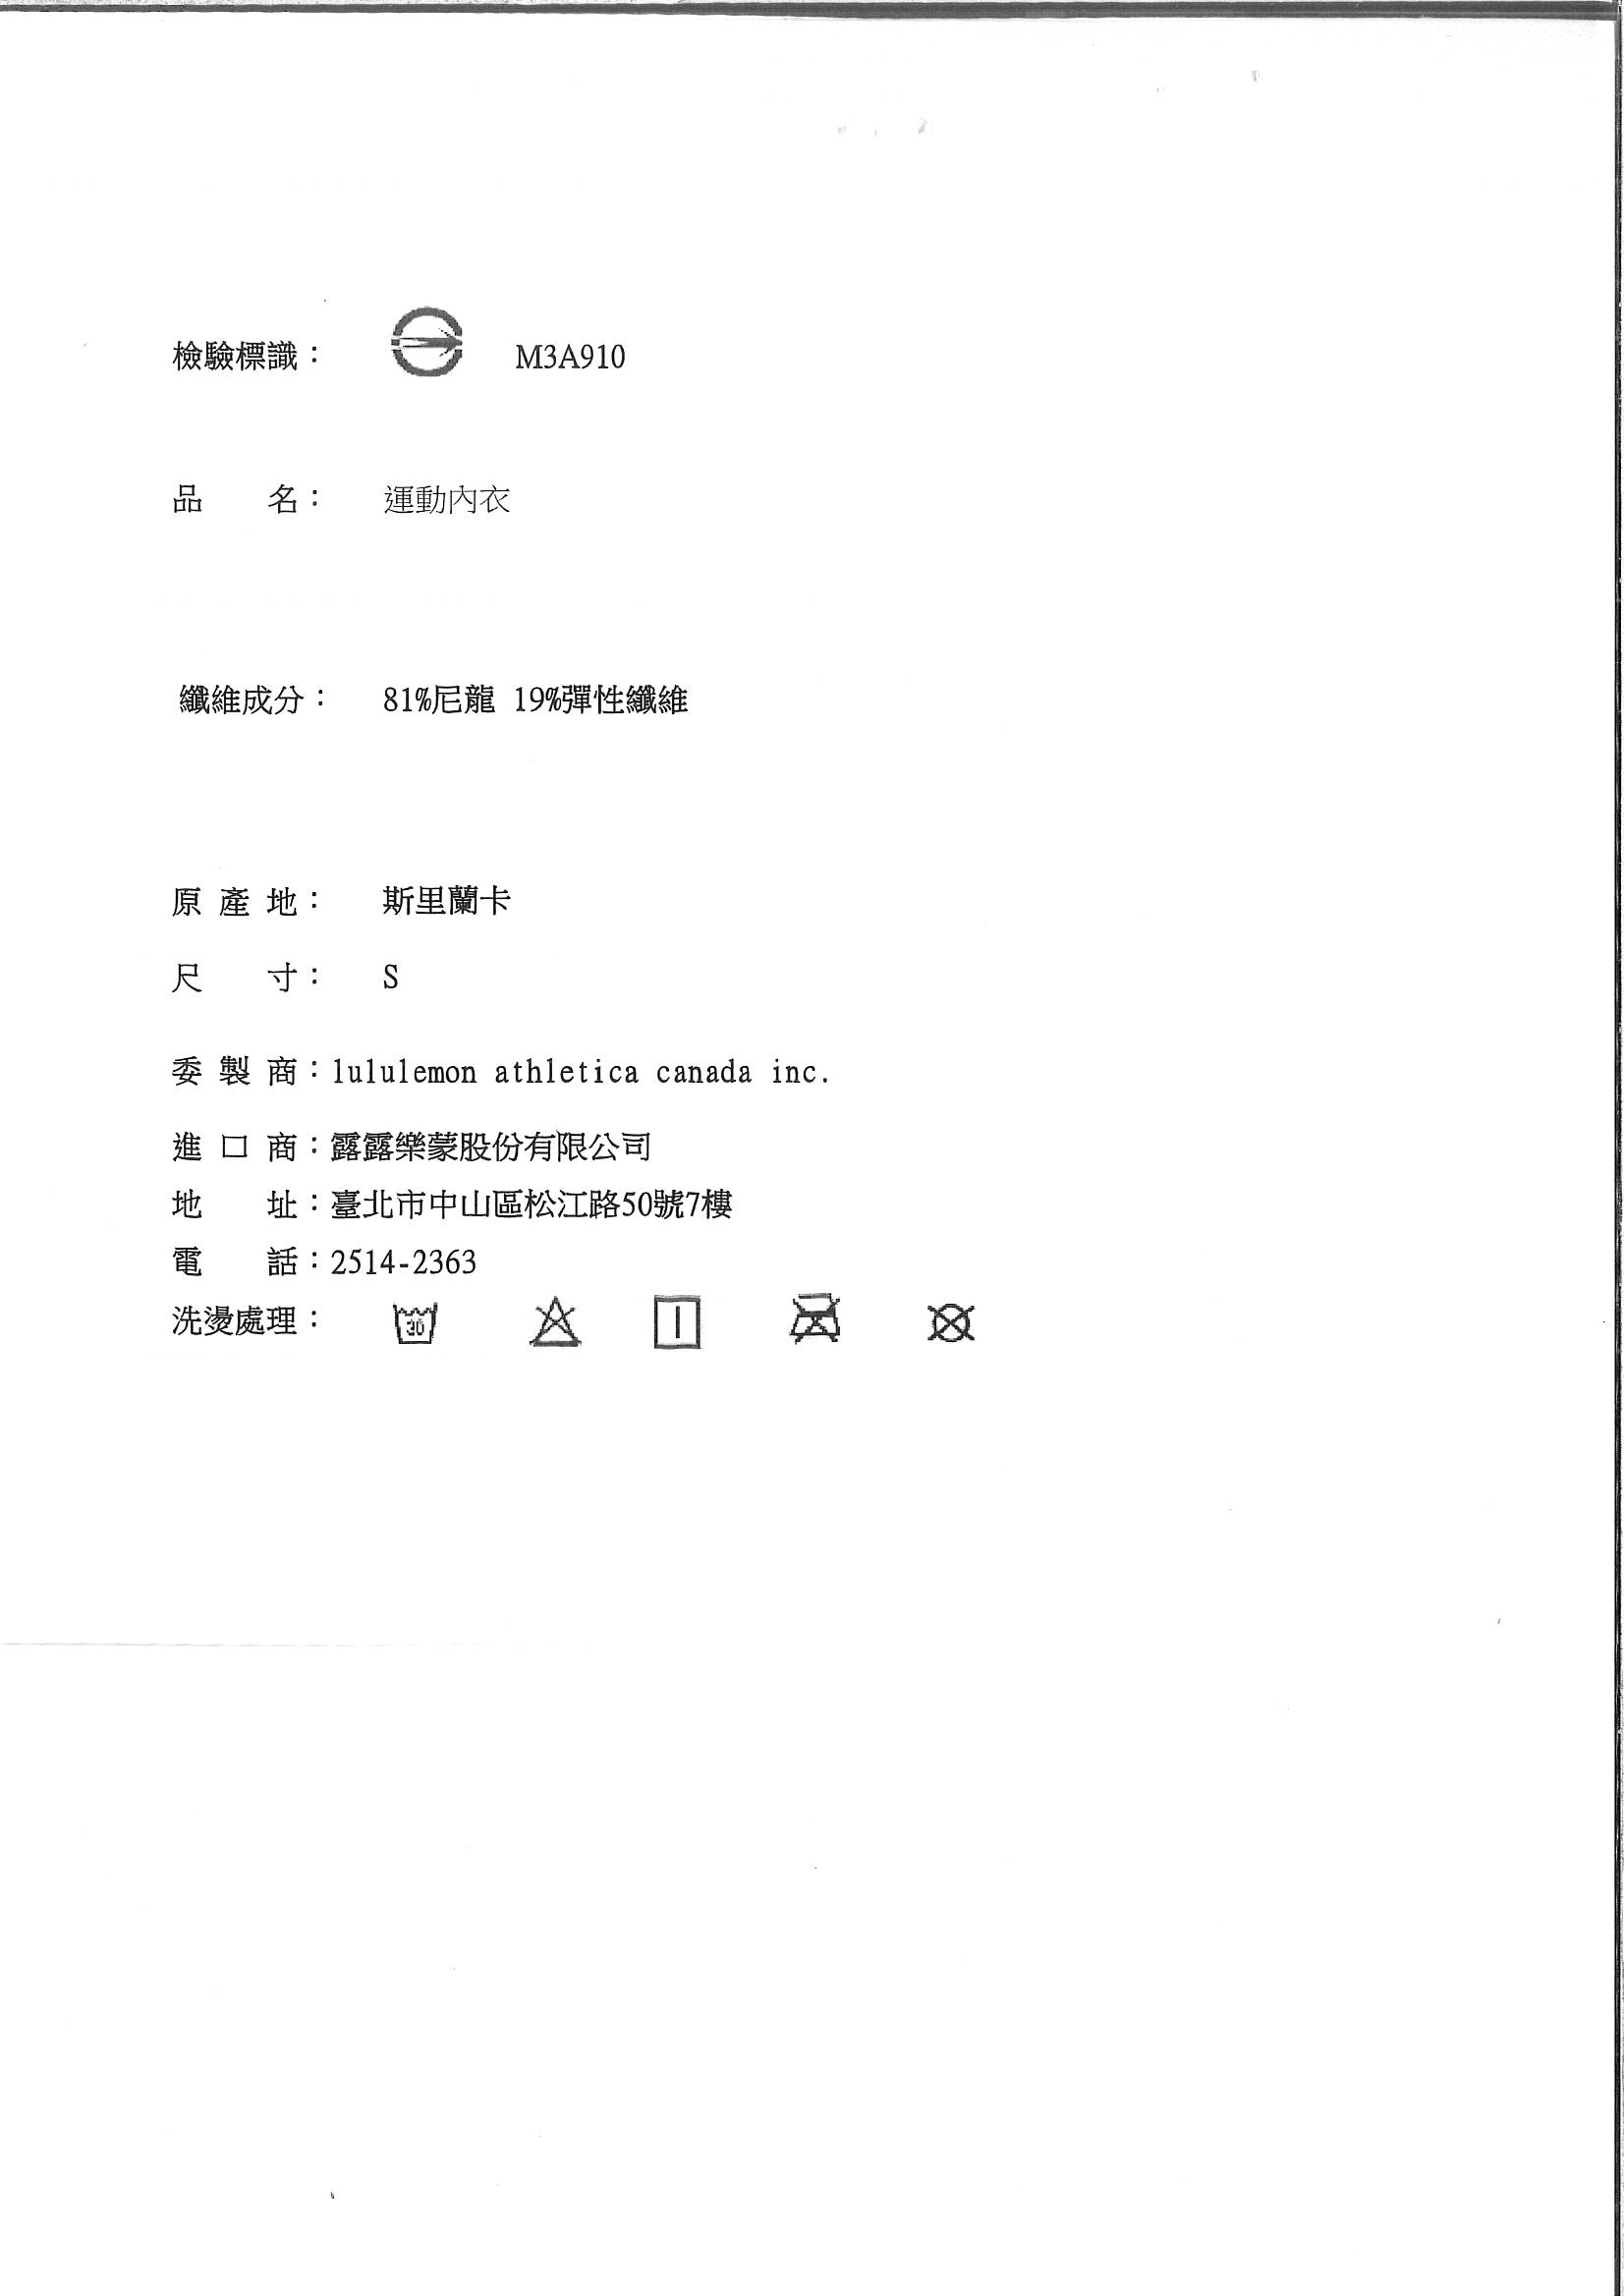 檢驗標識： M3A910
品　　名： 運動內衣
纖維成分： 81%尼龍 19%彈性纖維
原 產 地： 斯里蘭卡
尺　　寸： S
委 製 商：lululemon athletica canada inc.
進 口 商：露露樂蒙股份有限公司
地　　址：臺北市中山區松江路50號7樓
電　　話：2514-2363
洗燙處理： 30